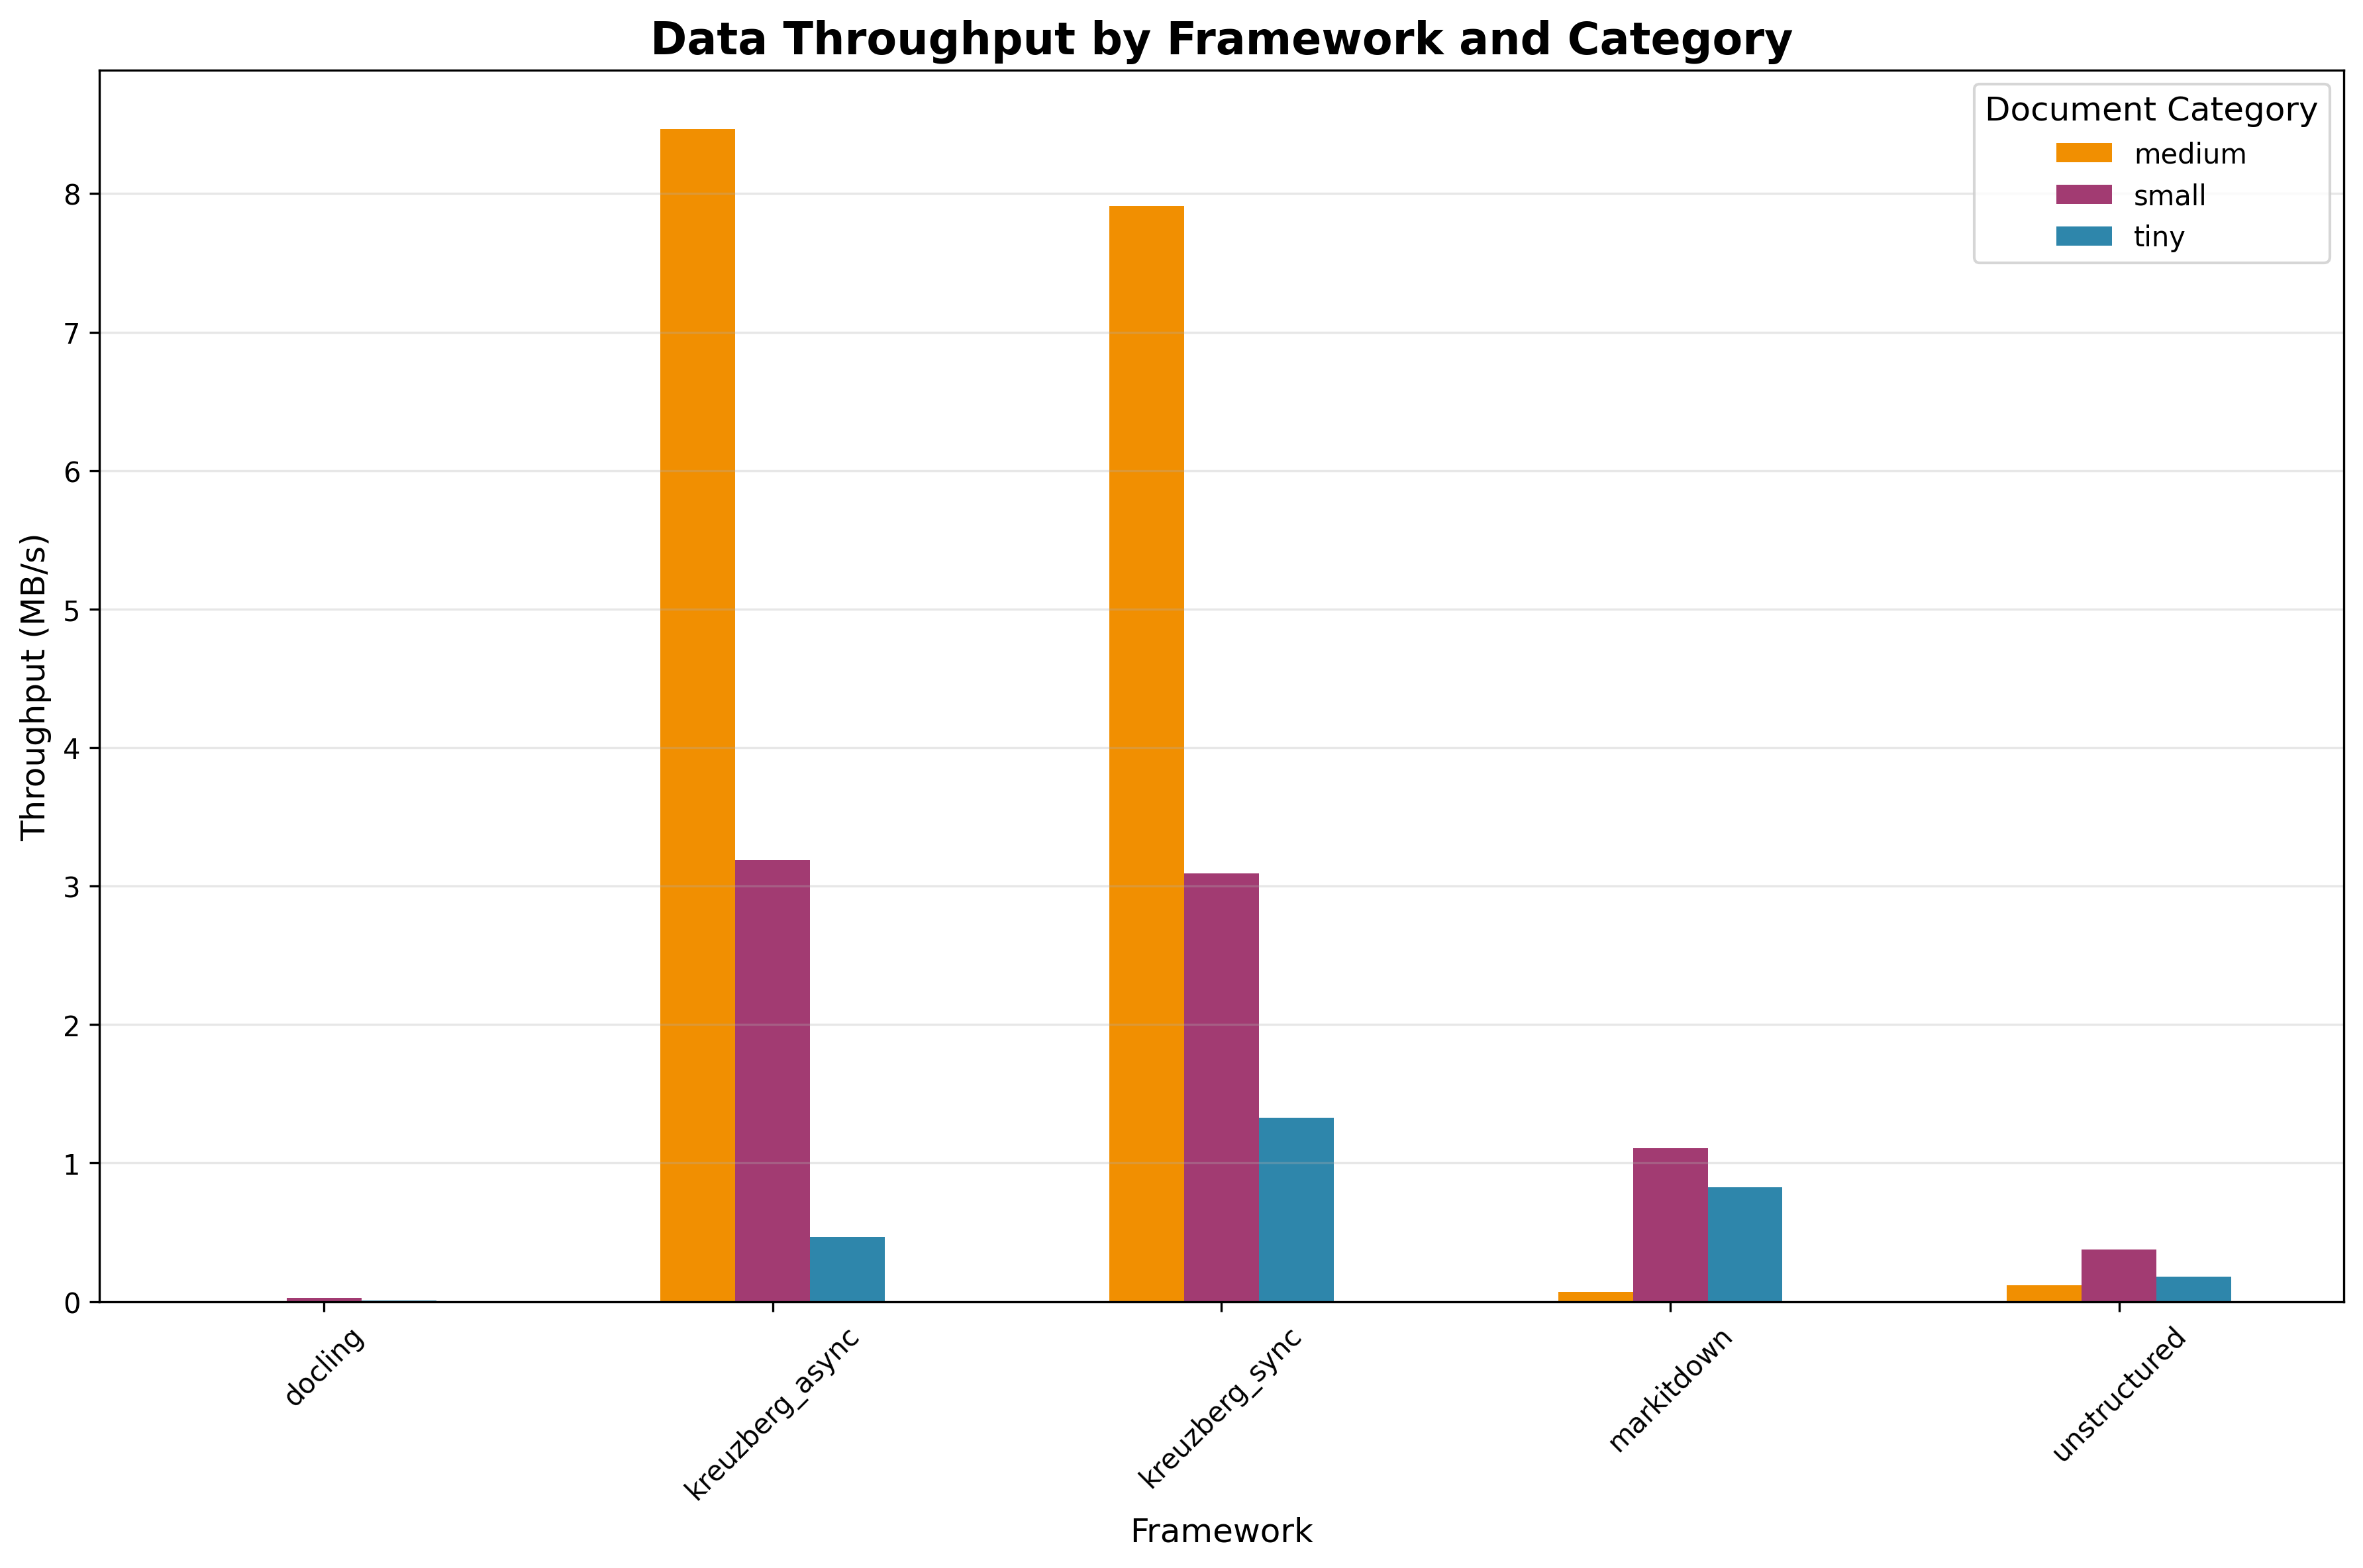 Data Throughput by Framework and Category
Document Category
medium
small
tiny
Throughput (MB/s)
8
7
6
5
4
3
2
1
0
docling
kreuzberg_async
kreuzberg_sync
markitdown
unstructured
Framework